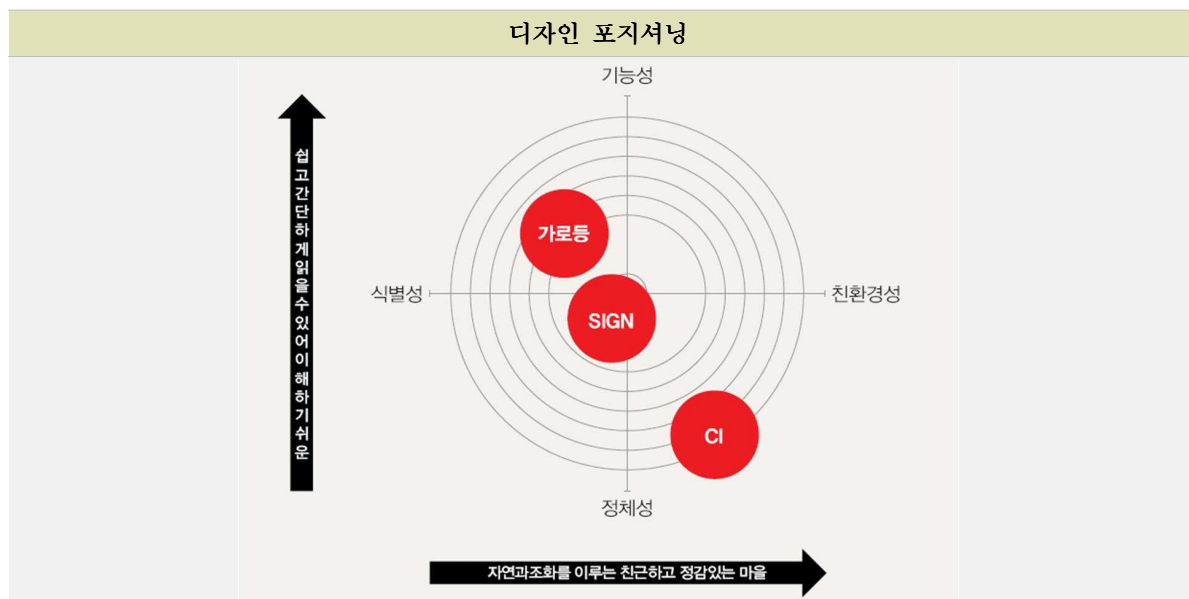 디자인 포지셔닝
기능성
쉽고간단하게읽을수있어이해하기쉬운
가로등
식별성
친환경성
SIGN
CI
정체성
자연과조화를 이루는 친근하고 정감있는 마을